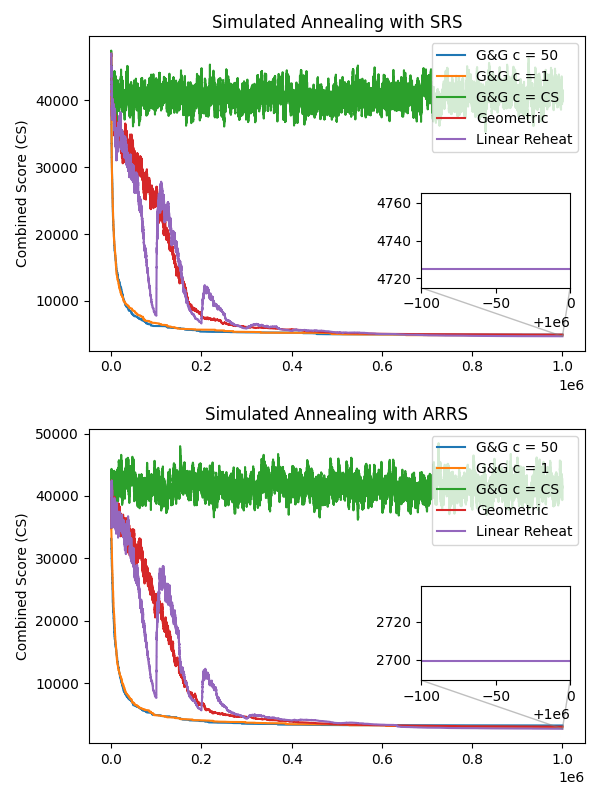 Simulated Annealing with SRS
Combined Score (CS)
40000
30000
20000
10000
G&G c = 50
G&G c = 1
G&G c = CS
Geometric
Linear Reheat
4760
4740
4720
−100
−50
0
+1e6
0.0
0.2
0.4
0.6
0.8
1.0
1e6
Simulated Annealing with ARRS
Combined Score (CS)
50000
40000
30000
20000
10000
G&G c = 50
G&G c = 1
G&G c = CS
Geometric
Linear Reheat
2720
2700
−100
−50
0
+1e6
0.0
0.2
0.4
0.6
0.8
1.0
1e6